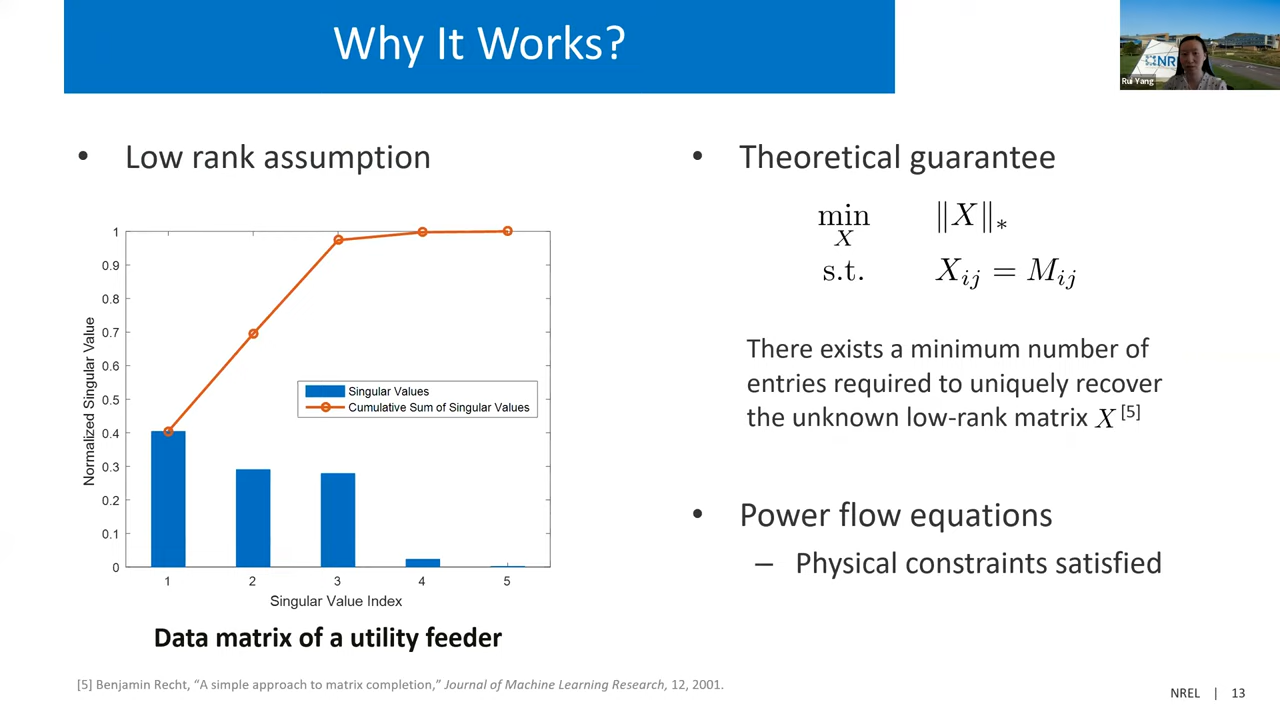 Why It Works?
NR
Rui Yang
• Low rank assumption
1
0.9
0.8
0.7
0.6
0.5
0.4
0.3
0.2
0.1
0
Normalized Singular Value
Singular Values
Cumulative Sum of Singular Values
1 2 3 4 5
Singular Value Index
Data matrix of a utility feeder
• Theoretical guarantee
min ‖X‖∗
X
s.t. Xij = Mij
There exists a minimum number of
entries required to uniquely recover
the unknown low-rank matrix X [5]
• Power flow equations
– Physical constraints satisfied
[5] Benjamin Recht, “A simple approach to matrix completion,” Journal of Machine Learning Research, 12, 2001.
NREL | 13